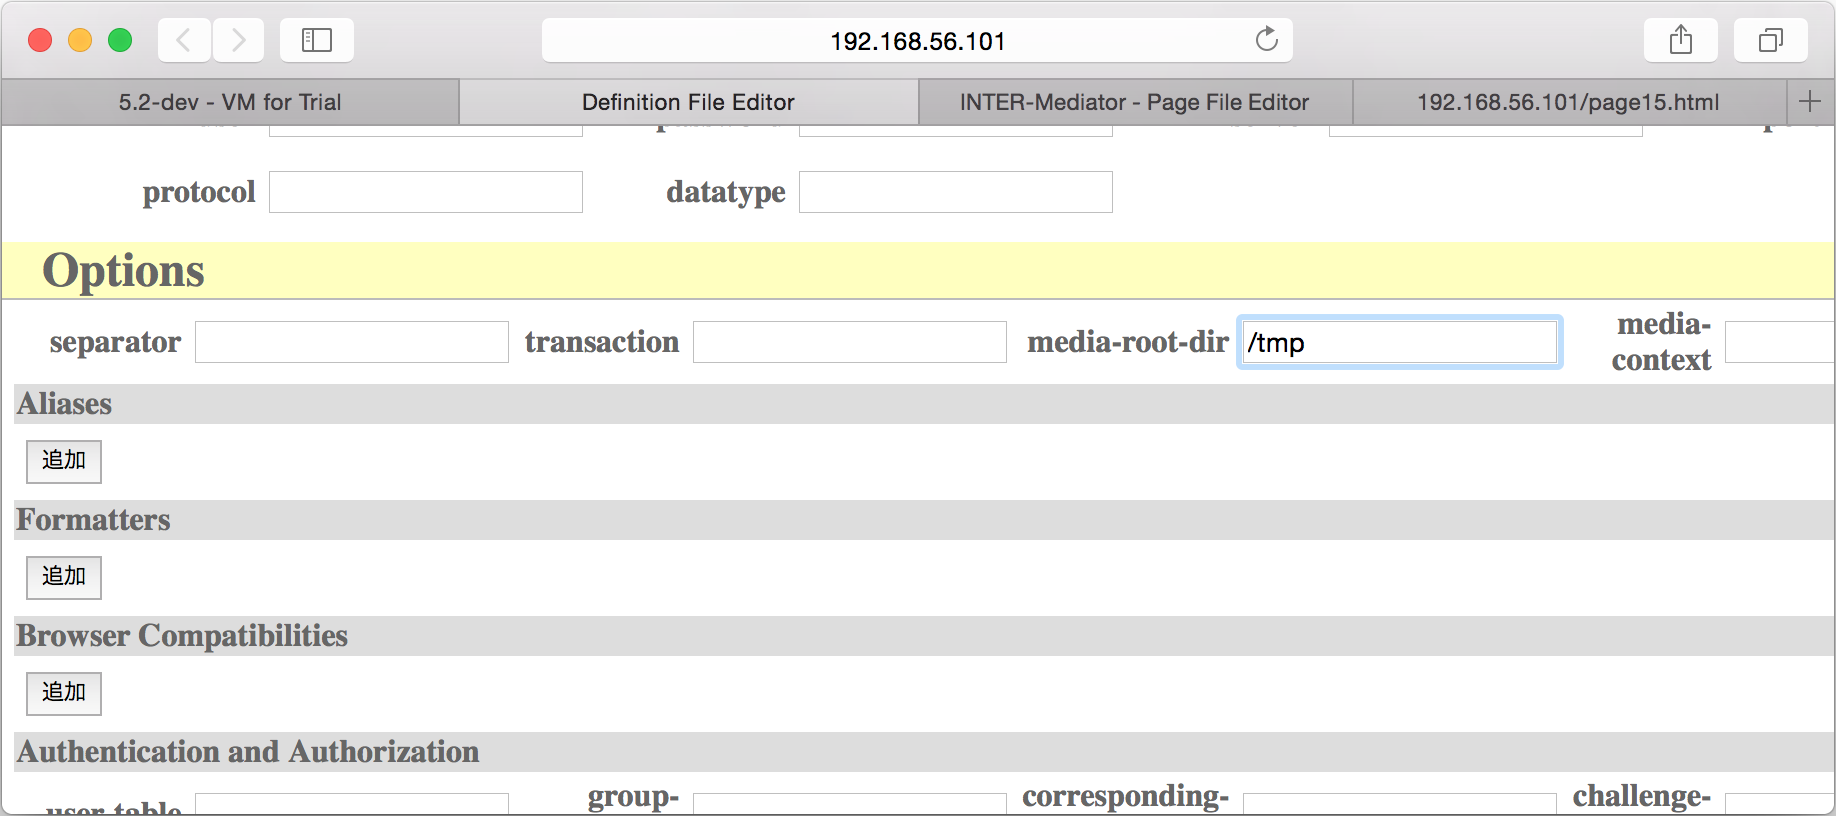 192.168.56.101
5.2-dev - VM for Trial
Definition File Editor
INTER-Mediator - Page File Editor
192.168.56.101/page15.html
protocol
datatype
Options
separator
transaction
media-root-dir
/tmp
media-
context
Aliases
追加
Formatters
追加
Browser Compatibilities
追加
Authentication and Authorization
user-table
group-
corresponding-
challenge-